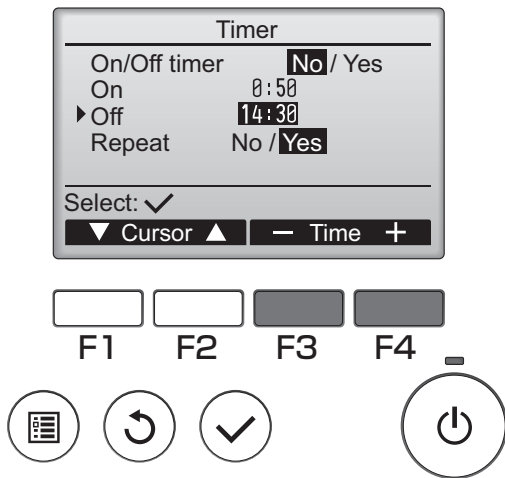 Timer
On/Off timer No / Yes
On 0:50
Off 14:30
Repeat No / Yes
Select:
Cursor − Time +
F1 F2 F3 F4